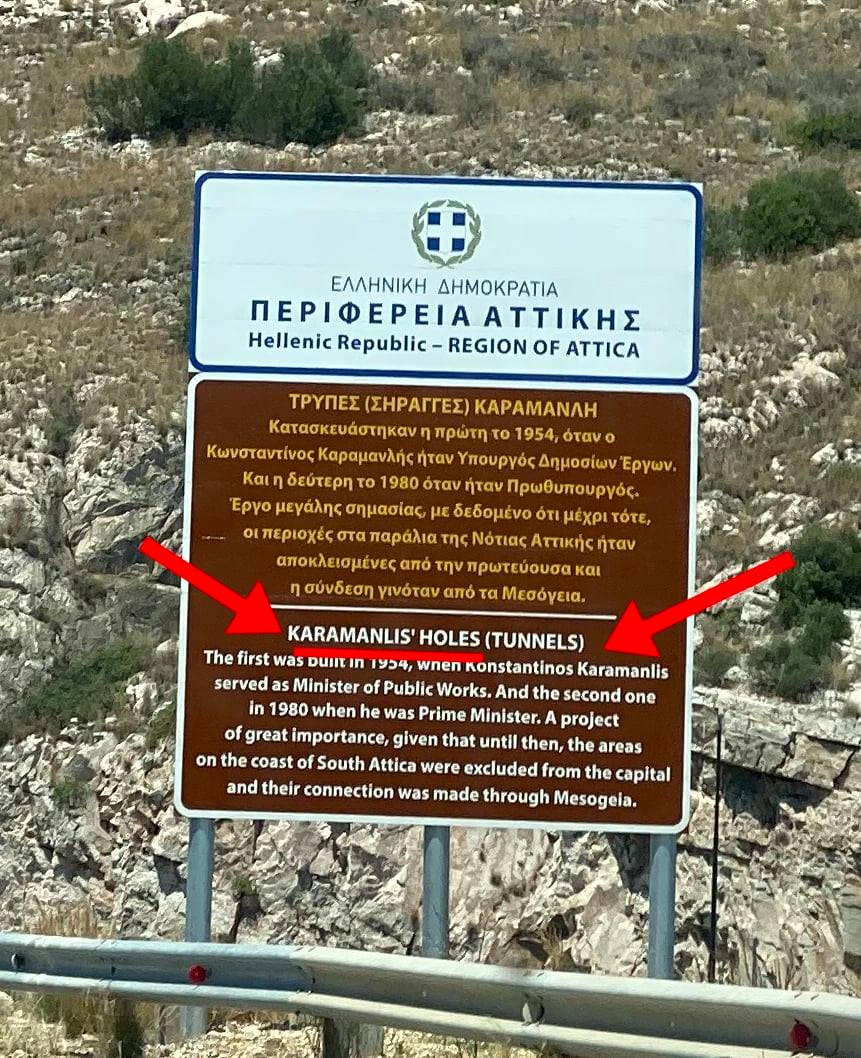 ΕΛΛΗΝΙΚΗ ΔΗΜΟΚΡΑΤΙΑ
ΠΕΡΙΦΕΡΕΙΑ ΑΤΤΙΚΗΣ
Hellenic Republic – REGION OF ATTICA
ΤΡΥΠΕΣ (ΣΗΡΑΓΓΕΣ) ΚΑΡΑΜΑΝΛΗ
Κατασκευάστηκαν η πρώτη το 1954, όταν ο
Κωνσταντίνος Καραμανλής ήταν Υπουργός Δημοσίων Έργων.
Και η δεύτερη το 1980 όταν ήταν Πρωθυπουργός.
Έργο μεγάλης σημασίας, με δεδομένο ότι μέχρι τότε,
οι περιοχές στα παράλια της Νότιας Αττικής ήταν
αποκλεισμένες από την πρωτεύουσα και
η σύνδεση γινόταν από τα Μεσόγεια.
KARAMANLIS' HOLES (TUNNELS)
The first was built in 1954, when Konstantinos Karamanlis
served as Minister of Public Works. And the second one
in 1980 when he was Prime Minister. A project
of great importance, given that until then, the areas
on the coast of South Attica were excluded from the capital
and their connection was made through Mesogeia.